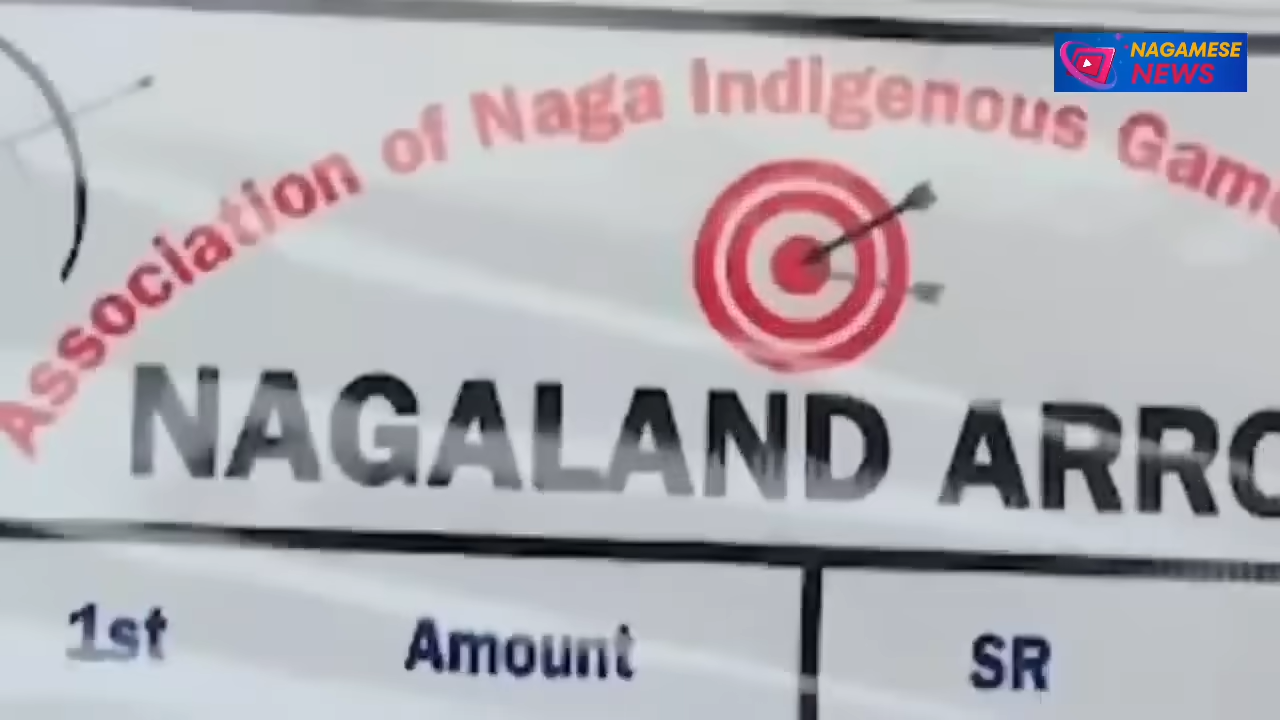 NAGAMESE
NEWS
Association of Naga Indigenous Game
NAGALAND ARRO
1st Amount SR